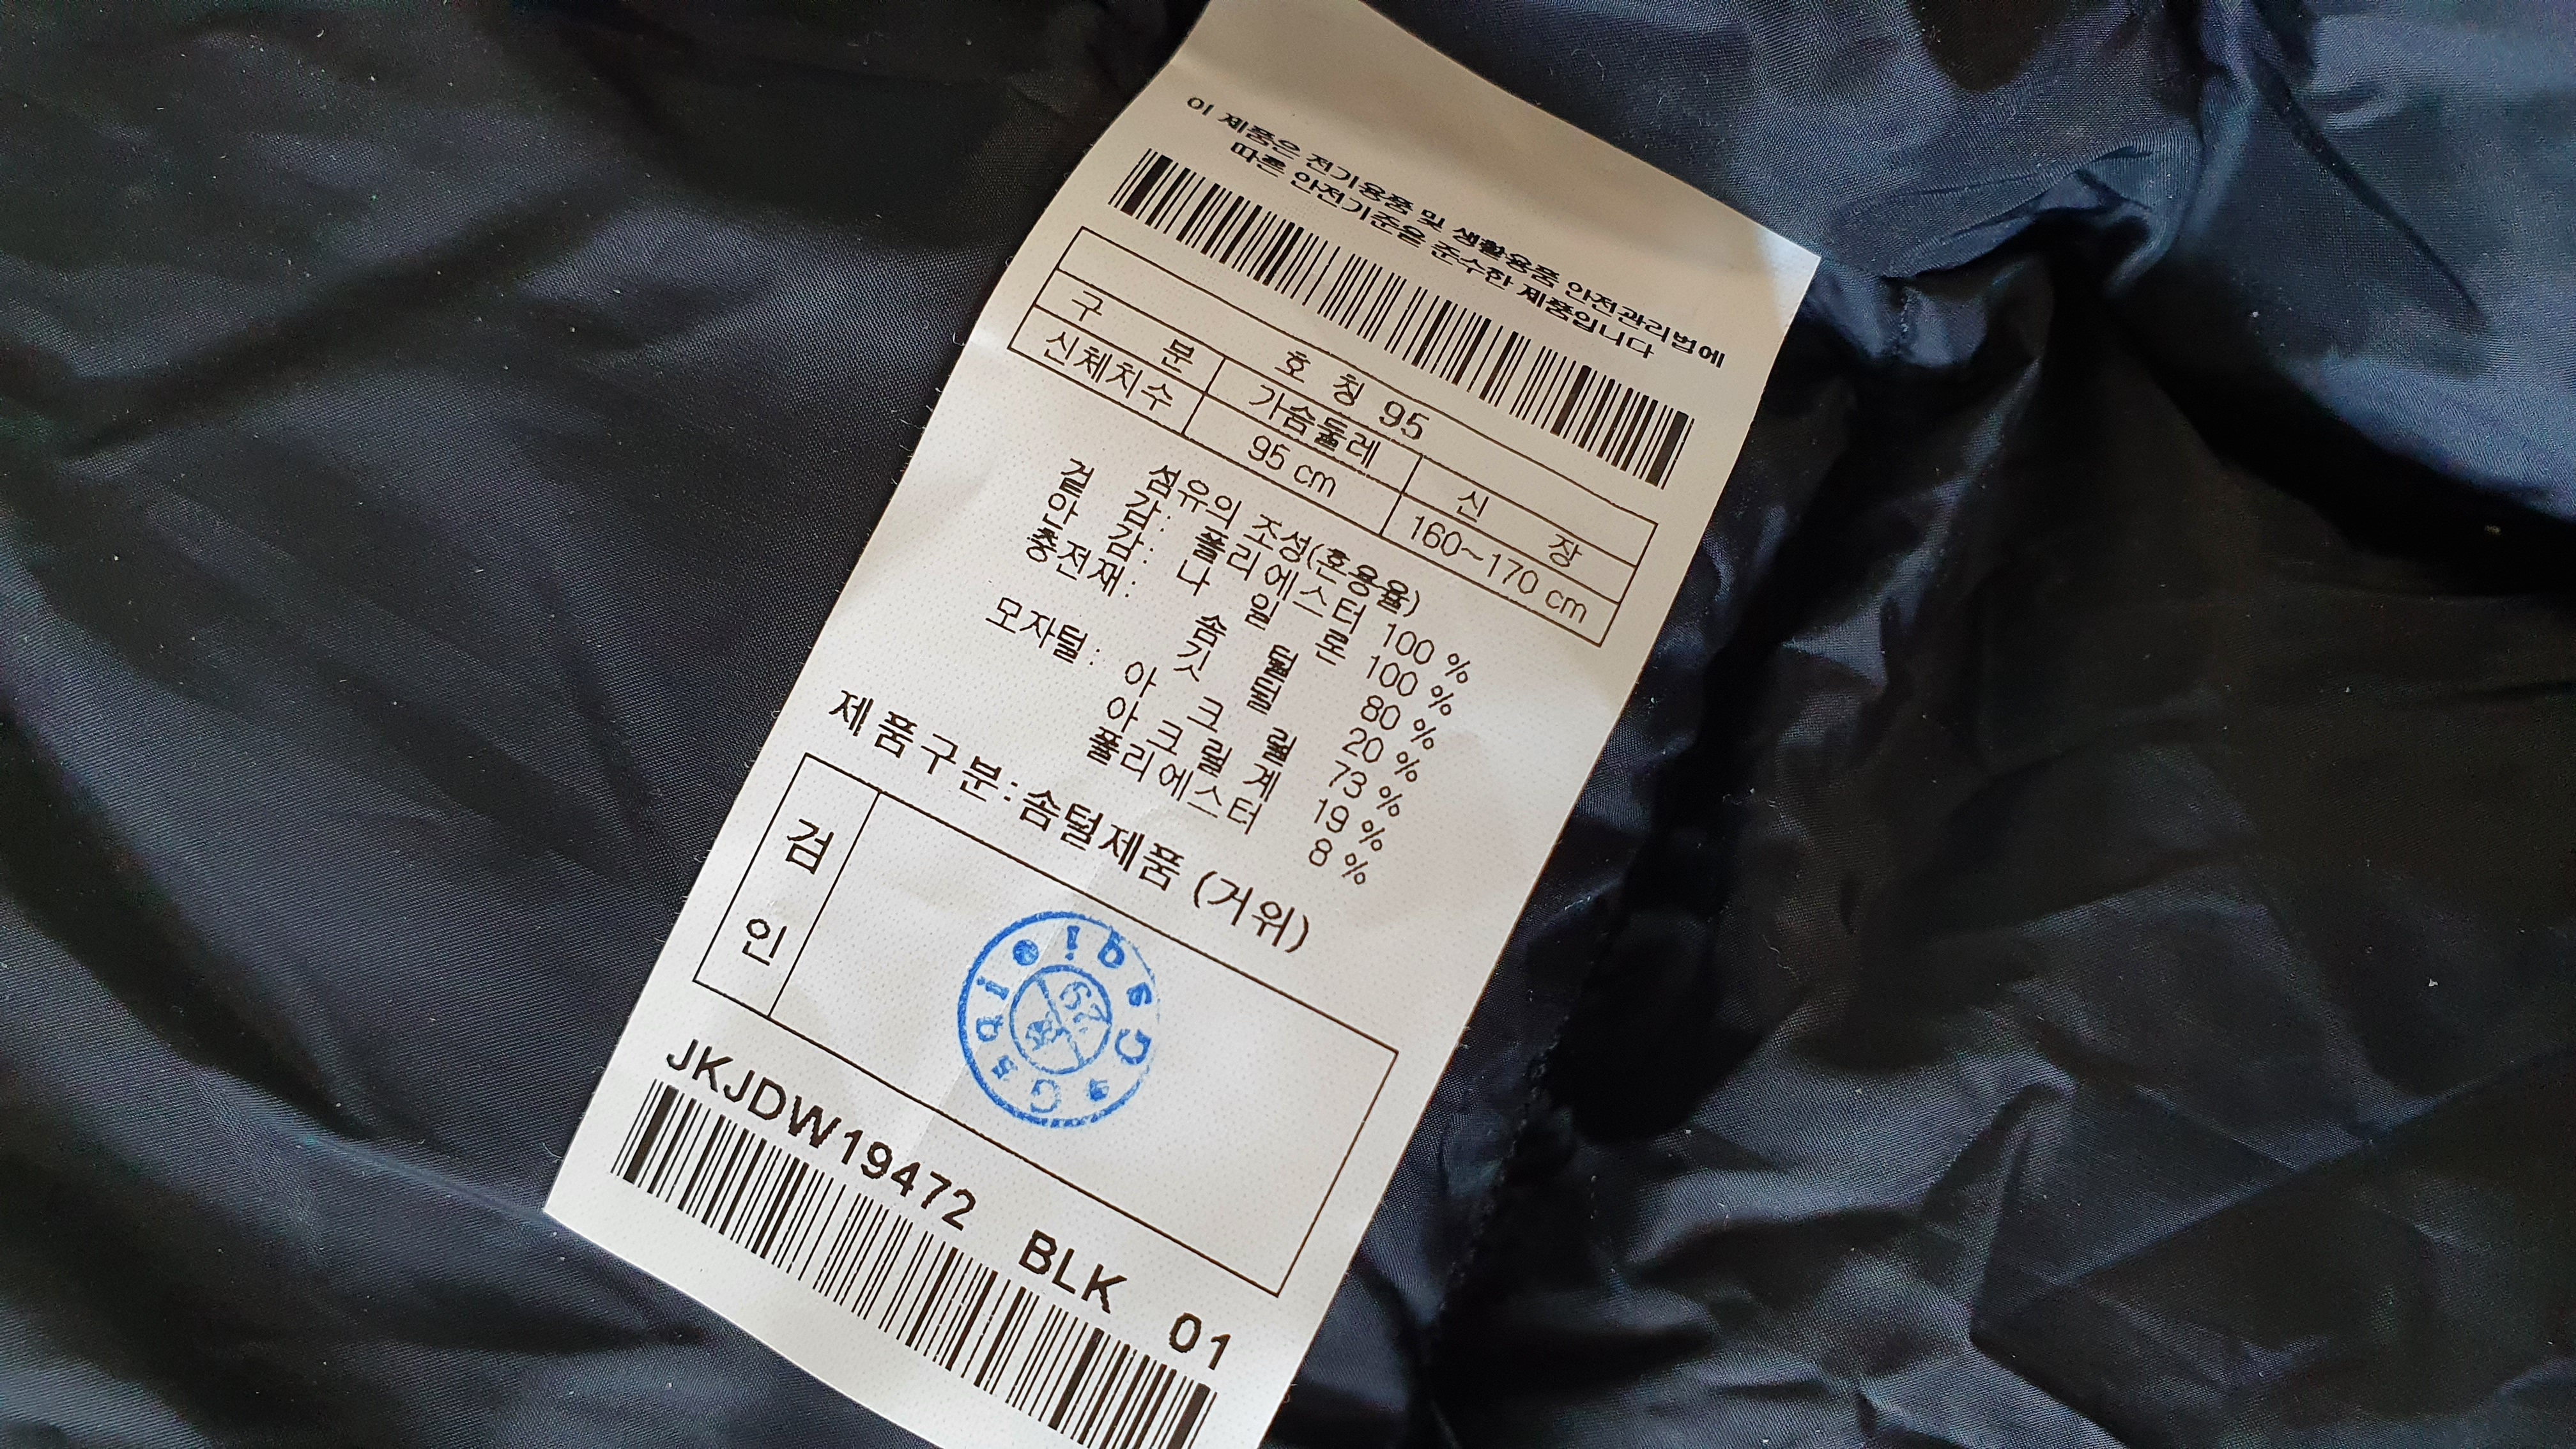 이 제품은 전기용품 및 생활용품 안전관리법에
따른 안전기준을 준수한 제품입니다
호 칭 95
구 분 가슴둘레 신 장
신체치수 95 cm 160~170 cm
섬유의 조성(혼용율)
겉 감: 폴리에스터 100 %
안 감: 나 일 론 100 %
충전재: 솜 털 80 %
깃 털 20 %
모자털: 아 크 릴 73 %
아 크 릴 계 19 %
폴리에스터 8 %
제품구분:솜털제품 (거위)
검
인
JKJDW19472 BLK 01